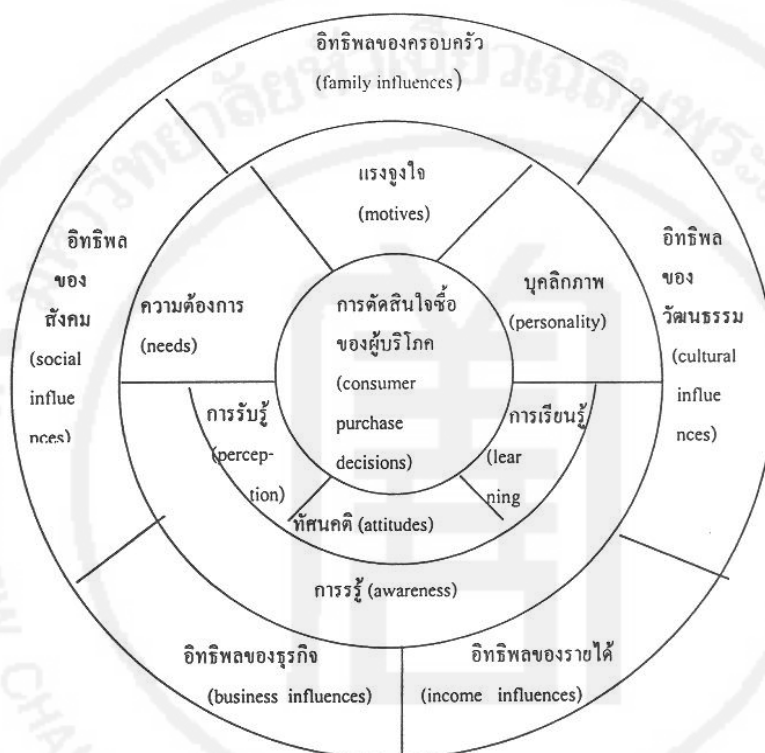 อิทธิพลของครอบครัว
(family influences)
แรงจูงใจ
(motives)
อิทธิพล
ของ
สังคม
(social
influe
nces)
ความต้องการ
(needs)
การตัดสินใจซื้อ
ของผู้บริโภค
(consumer
purchase
decisions)
บุคลิกภาพ
(personality)
อิทธิพล
ของ
วัฒนธรรม
(cultural
influe
nces)
การรับรู้
(percep-
tion)
การเรียนรู้
(lear
ning
ทัศนคติ (attitudes)
การรรู้ (awareness)
อิทธิพลของธุรกิจ
(business influences)
อิทธิพลของรายได้
(income influences)